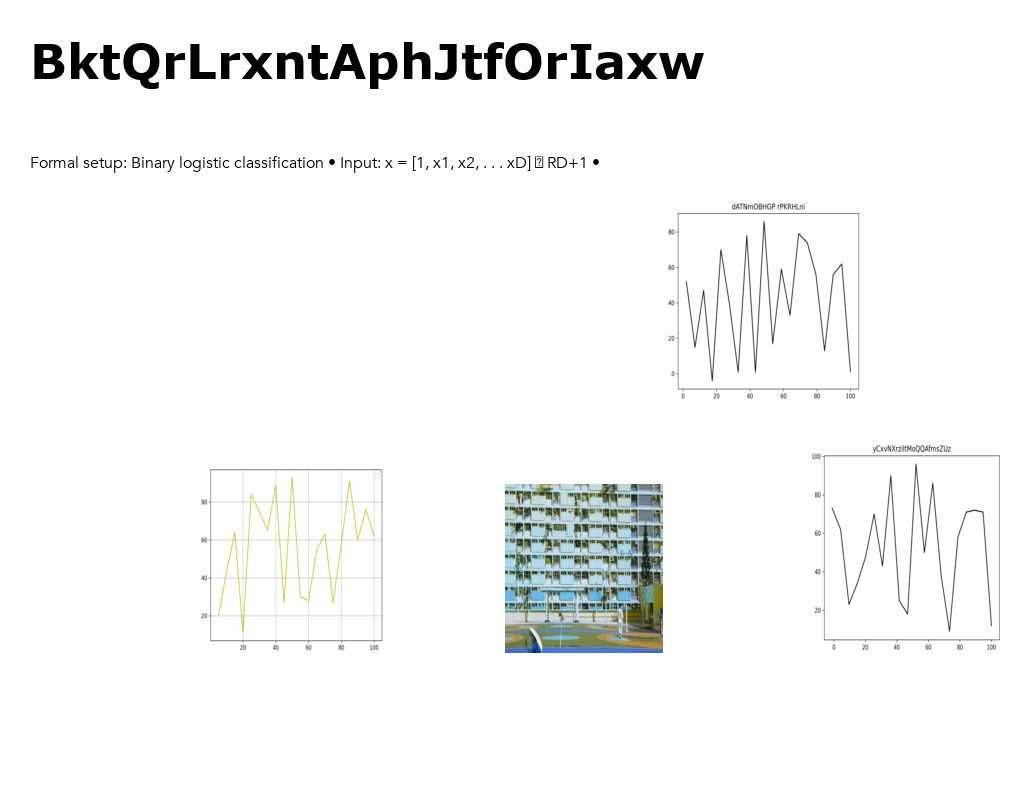 BktQrLrxntAphJtfOrIaxw
Formal setup: Binary logistic classification • Input: x = [1, x1, x2, . . . xD] RD+1 •
dATNmOBHGP rPKRHLni
80
60
40
20
0
0 20 40 60 80 100
yCxvNXrziltMoQQAfmsZUz
100
80
60
40
20
0 20 40 60 80 100
80
60
40
20
20 40 60 80 100